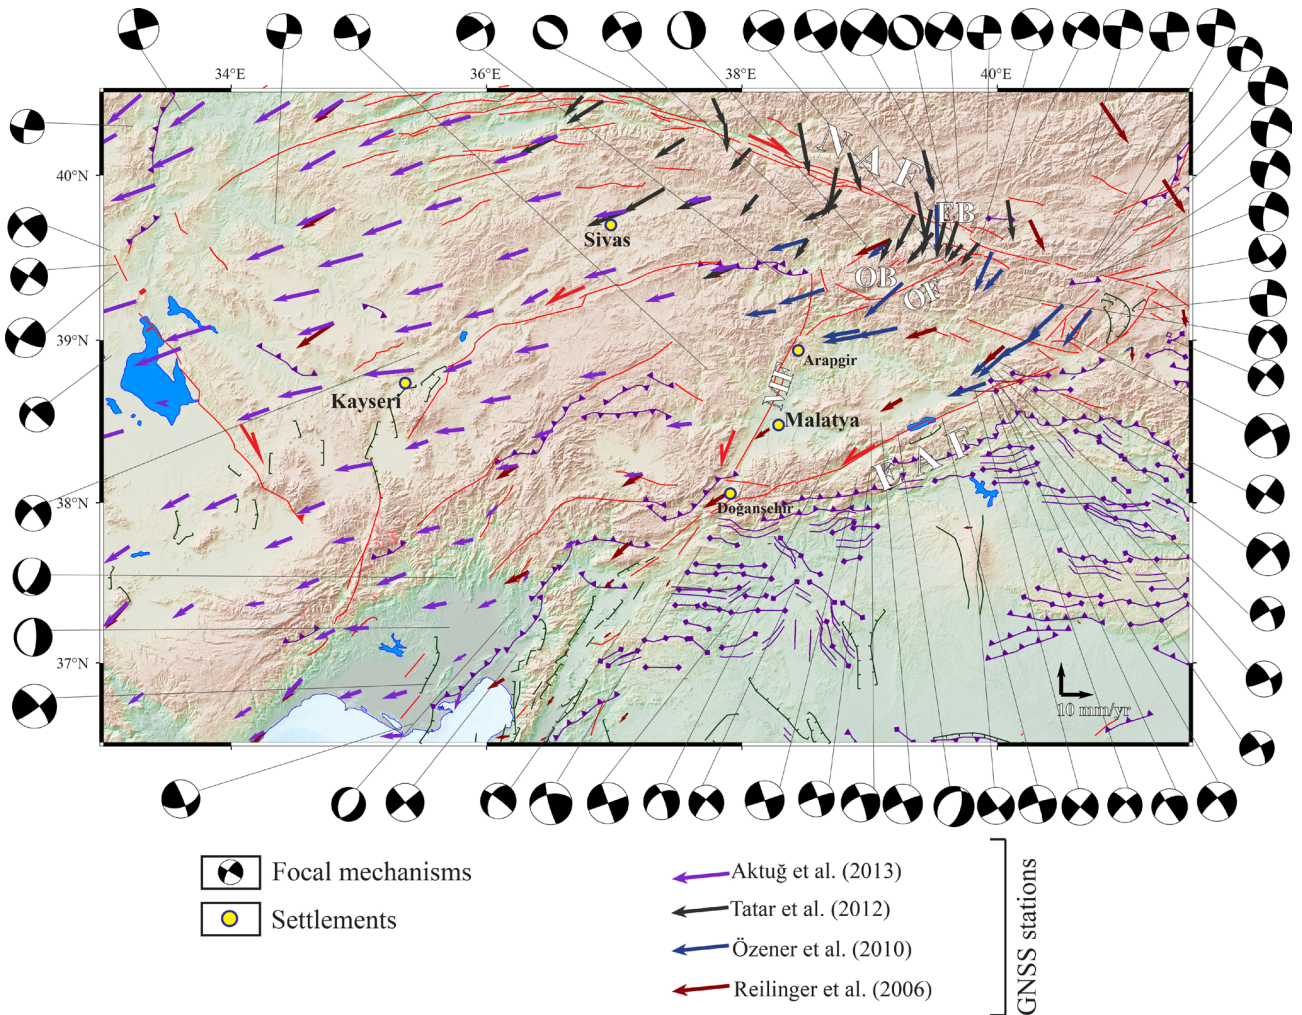 34°E 36°E 38°E 40°E
40°N
39°N
38°N
37°N
N A F
EB
Sivas
OB
OF
Arapgir
MF
Kayseri
Malatya
E A F
Doğanşehir
10 mm/yr
Focal mechanisms
Settlements
Aktuğ et al. (2013)
Tatar et al. (2012)
Özener et al. (2010)
Reilinger et al. (2006)
GNSS stations